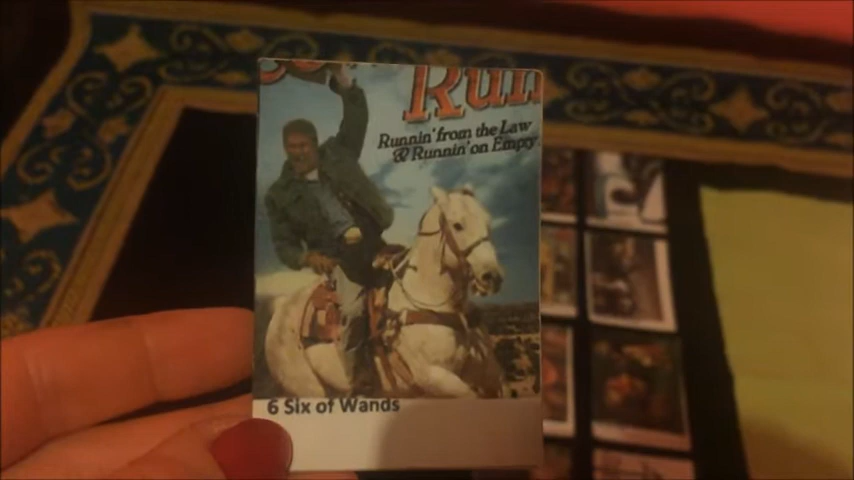 Run
Runnin' from the Law
& Runnin' on Empty
6 Six of Wands